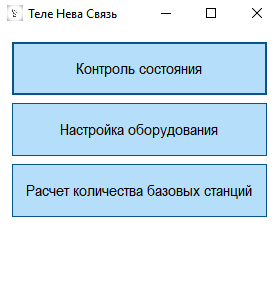 Теле Нева Связь
Контроль состояния
Настройка оборудования
Расчет количества базовых станций